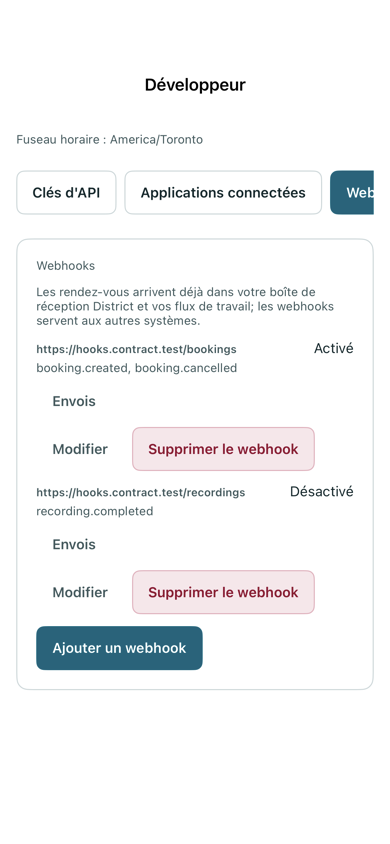 Développeur
Fuseau horaire : America/Toronto
Clés d'API
Applications connectées
Web
Webhooks
Les rendez-vous arrivent déjà dans votre boîte de
réception District et vos flux de travail; les webhooks
servent aux autres systèmes.
https://hooks.contract.test/bookings
Activé
booking.created, booking.cancelled
Envois
Modifier
Supprimer le webhook
https://hooks.contract.test/recordings
Désactivé
recording.completed
Envois
Modifier
Supprimer le webhook
Ajouter un webhook